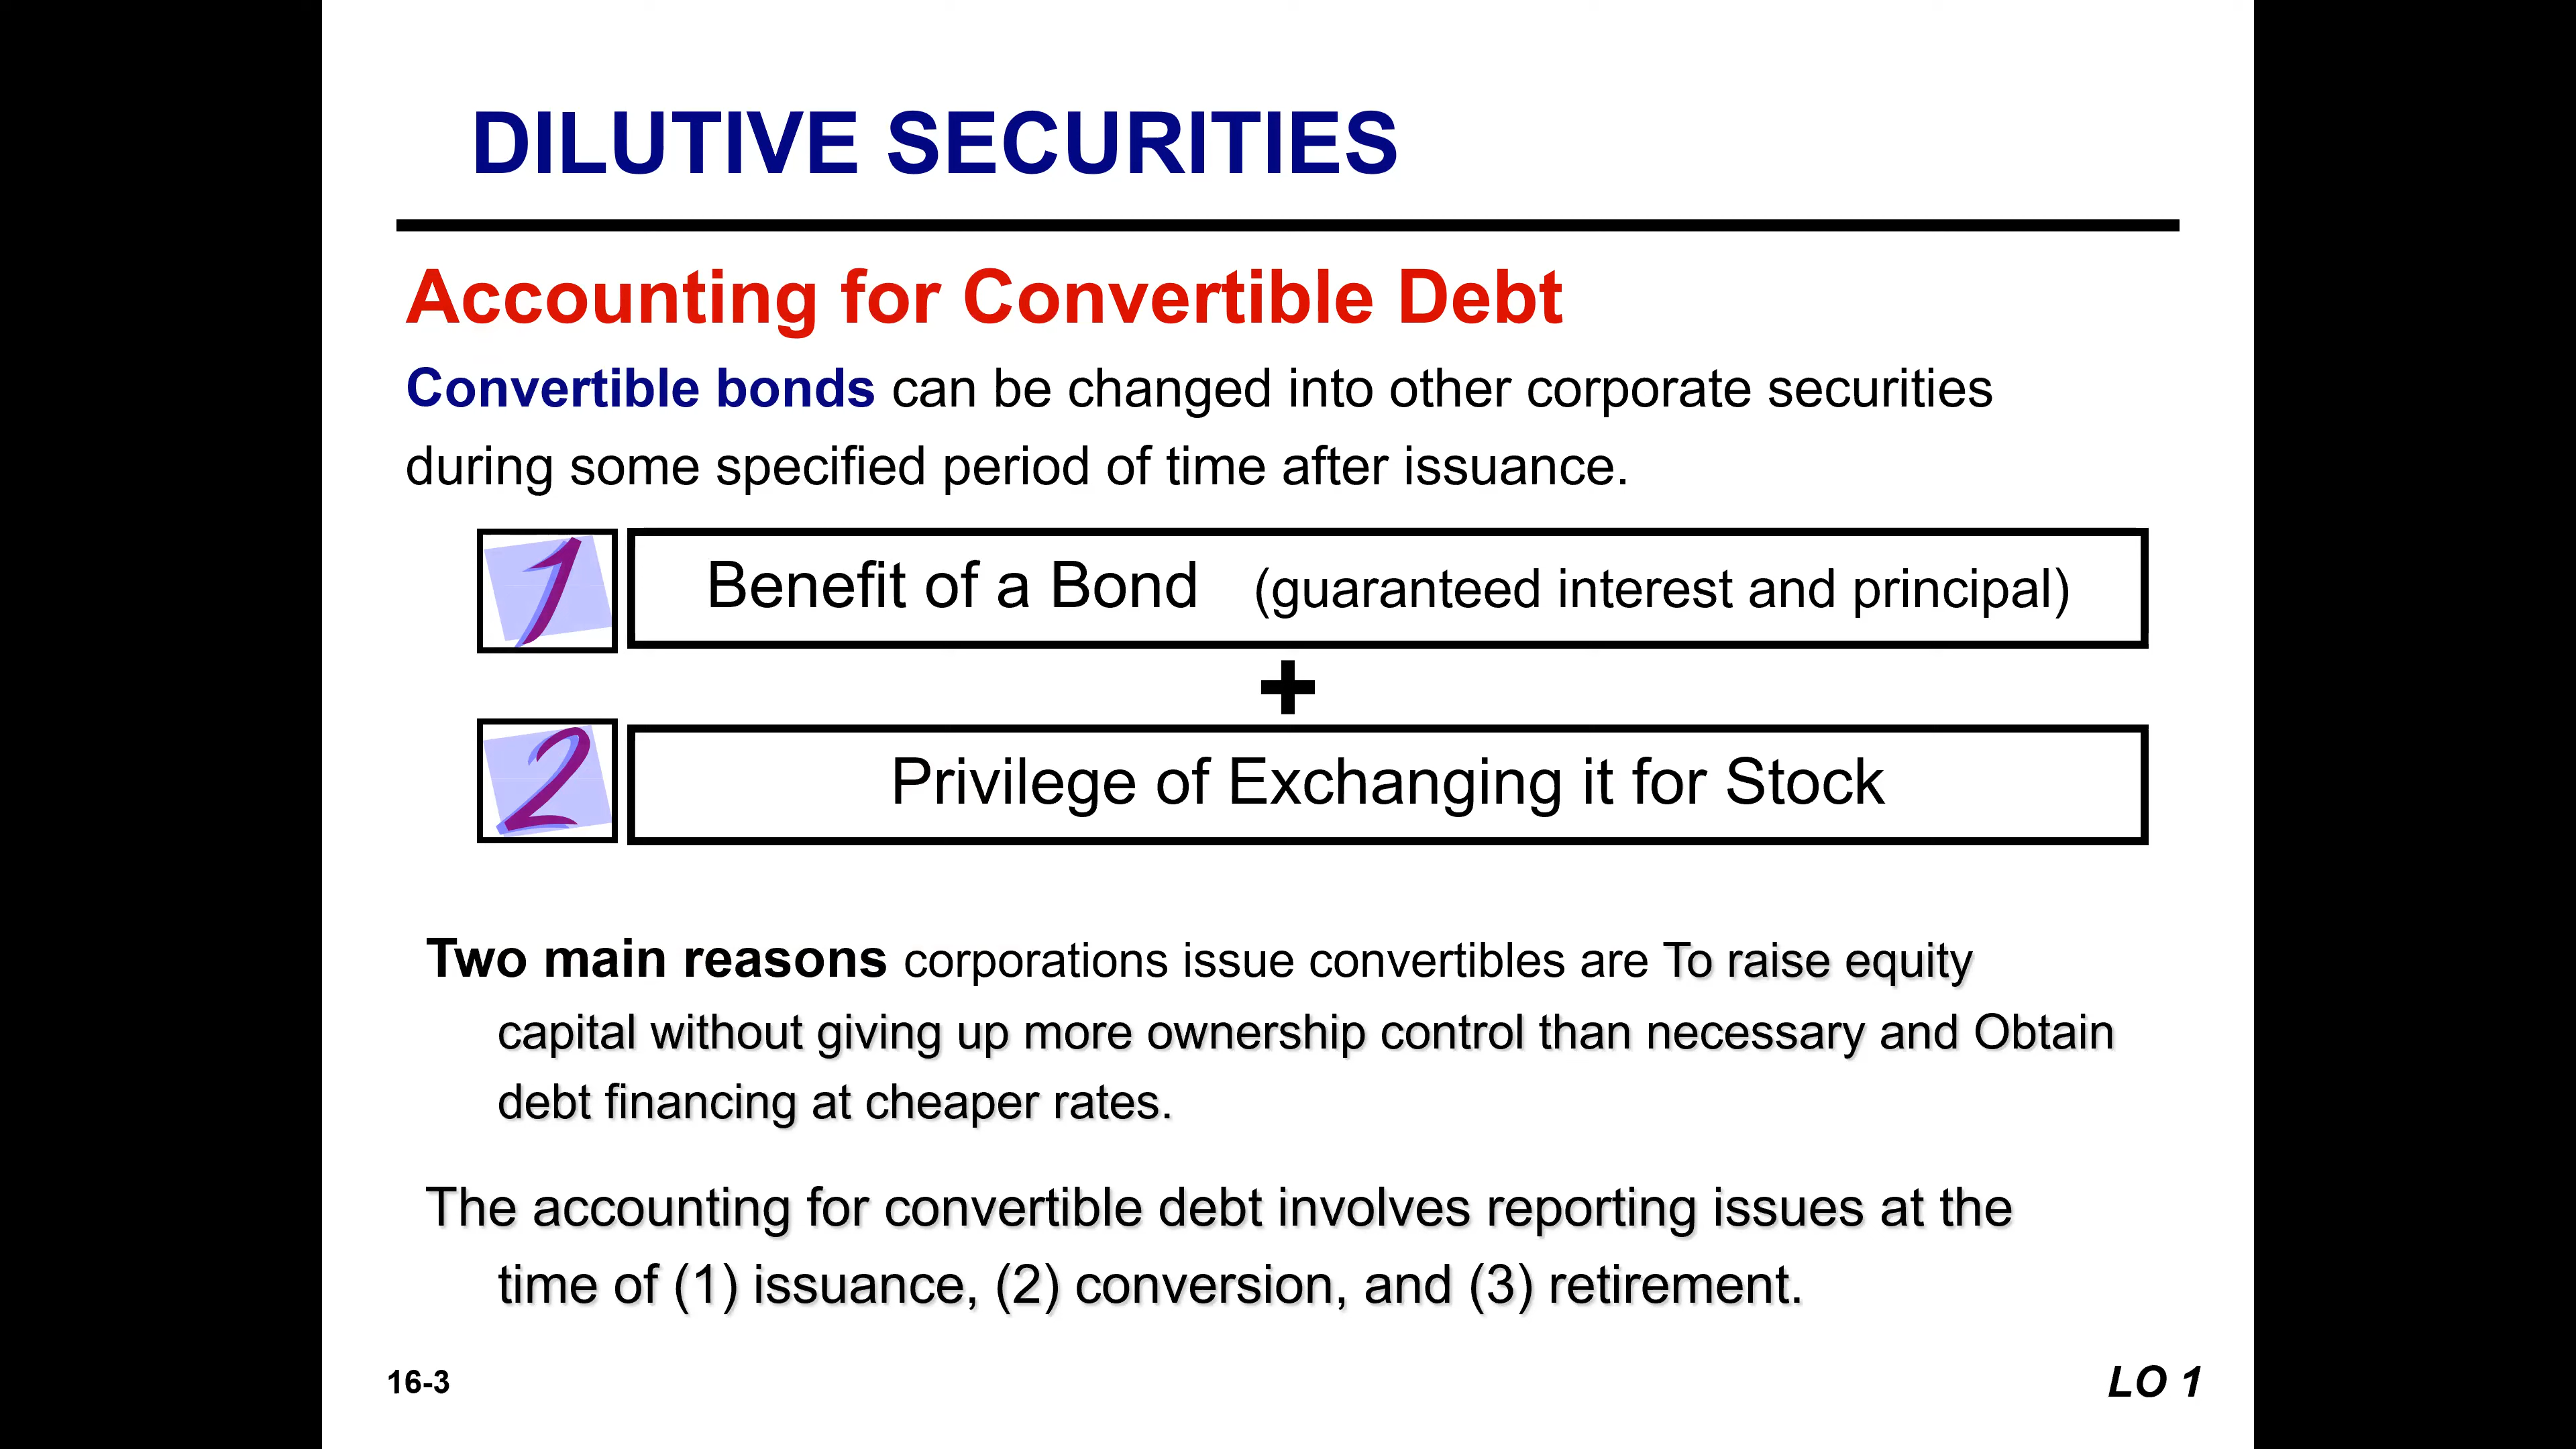 DILUTIVE SECURITIES
Accounting for Convertible Debt
Convertible bonds can be changed into other corporate securities
during some specified period of time after issuance.
1
Benefit of a Bond (guaranteed interest and principal)
+
2
Privilege of Exchanging it for Stock
Two main reasons corporations issue convertibles are To raise equity
capital without giving up more ownership control than necessary and Obtain
debt financing at cheaper rates.
The accounting for convertible debt involves reporting issues at the
time of (1) issuance, (2) conversion, and (3) retirement.
16-3
LO 1